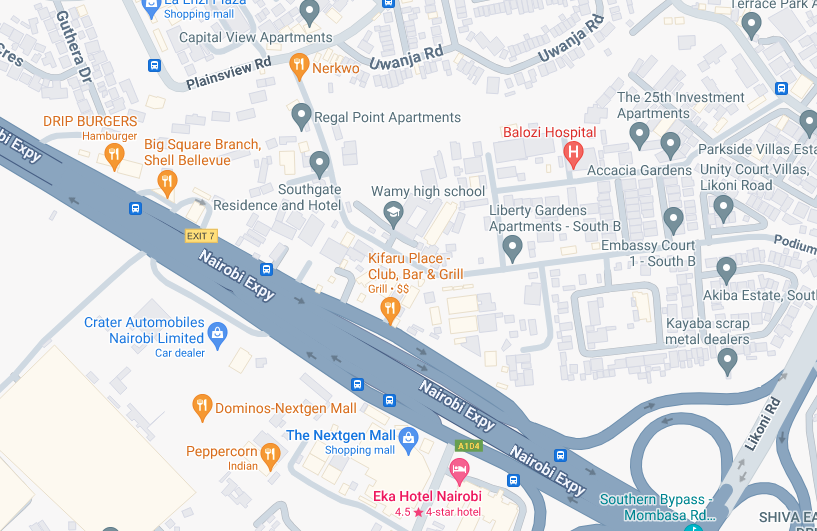 La Enzi Plaza
Shopping mall
Terrace Park A
Capital View Apartments
Guthera Dr
cres
Plainsview Rd
Uwanja Rd
Uwanja Rd
Nerkwo
Regal Point Apartments
The 25th Investment
Apartments
DRIP BURGERS
Hamburger
Balozi Hospital
bi Expy
Big Square Branch,
Shell Bellevue
Parkside Villas Esta
Accacia Gardens
Unity Court Villas,
Likoni Road
Southgate
Residence and Hotel
Wamy high school
Liberty Gardens
Apartments - South B
EXIT 7
Embassy Court
1 - South B
Podium
Nairobi Expy
Kifaru Place -
Club, Bar & Grill
Grill • $$
Akiba Estate, Sout
Crater Automobiles
Nairobi Limited
Car dealer
Kayaba scrap
metal dealers
Nairobi Expy
Likoni Rd
Dominos-Nextgen Mall
The Nextgen Mall
Shopping mall
A104
Nairobi Expy
Peppercorn
Indian
Eka Hotel Nairobi
4.5 ★ 4-star hotel
Southern Bypass -
Mombasa Rd...
SHIVA EA